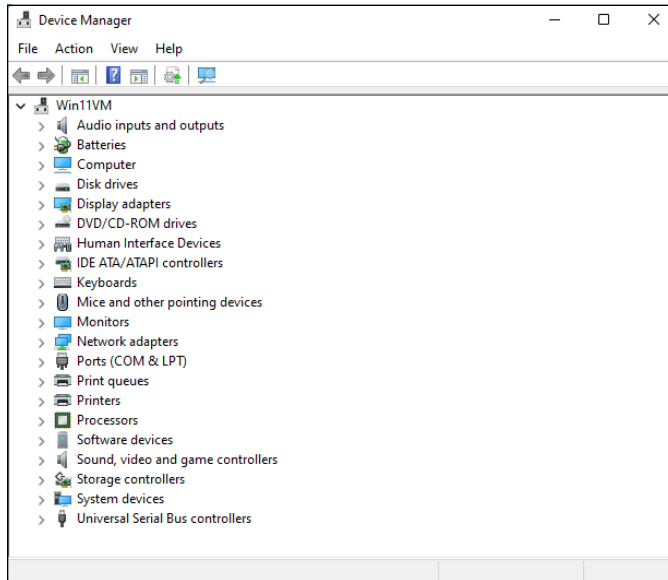 Device Manager
File Action View Help
Win11VM
Audio inputs and outputs
Batteries
Computer
Disk drives
Display adapters
DVD/CD-ROM drives
Human Interface Devices
IDE ATA/ATAPI controllers
Keyboards
Mice and other pointing devices
Monitors
Network adapters
Ports (COM & LPT)
Print queues
Printers
Processors
Software devices
Sound, video and game controllers
Storage controllers
System devices
Universal Serial Bus controllers